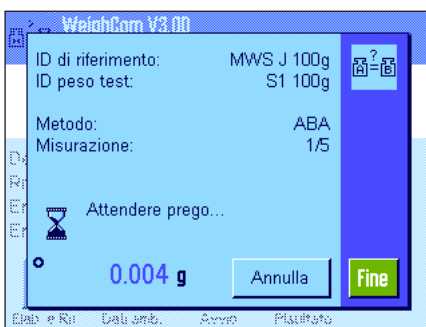 WeighCom V3.00
ID di riferimento: MWS J 100g
ID peso test: S1 100g
Metodo: ABA
Misurazione: 1/5
A ? = B
Attendere prego...
0.004 g
Annulla
Fine